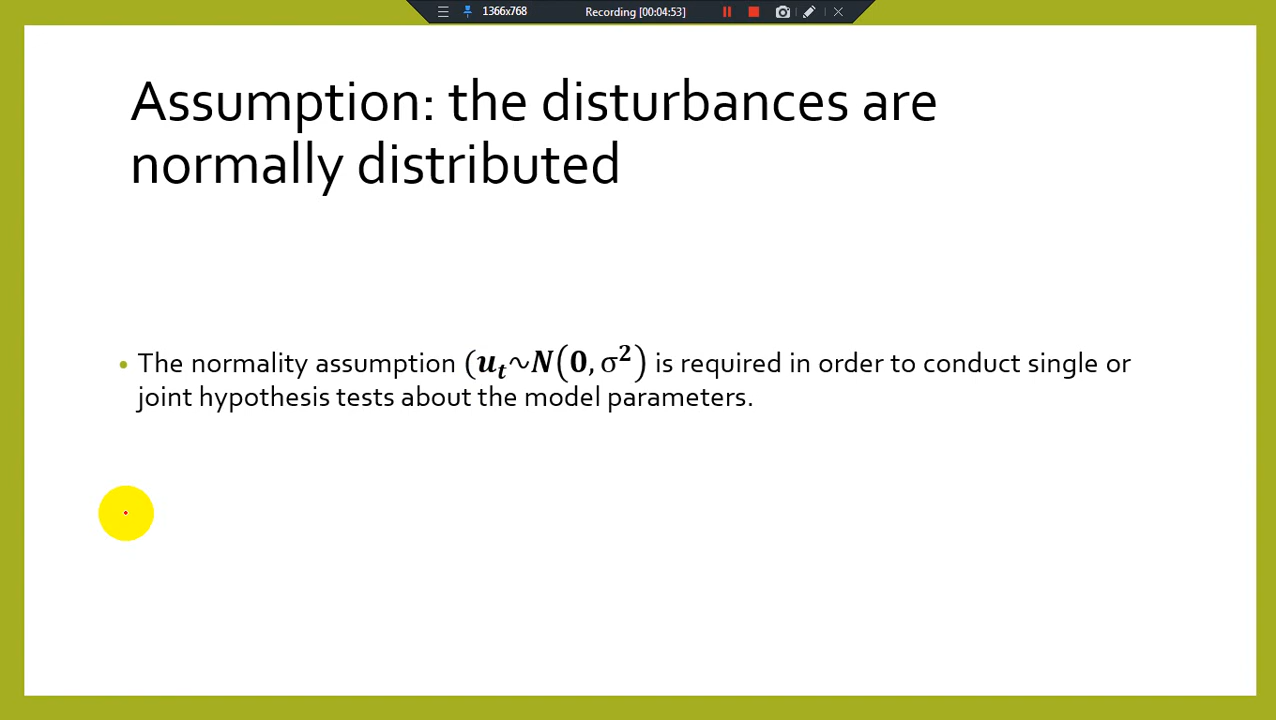 1366x768 Recording [00:04:53]
Assumption: the disturbances are
normally distributed
• The normality assumption (𝒖ₜ~𝑵(𝟎, σ²) is required in order to conduct single or
joint hypothesis tests about the model parameters.